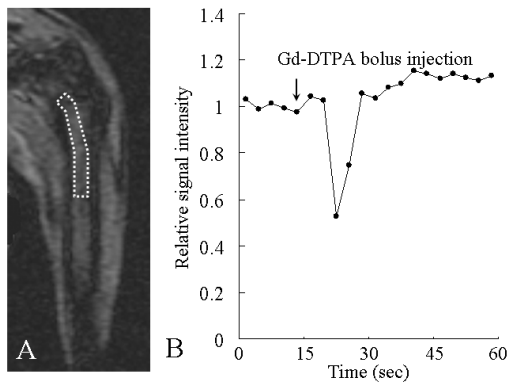 A
B
Relative signal intensity
1.4
1.2
1
0.8
0.6
0.4
0.2
0
Gd-DTPA bolus injection
0 15 30 45 60
Time (sec)